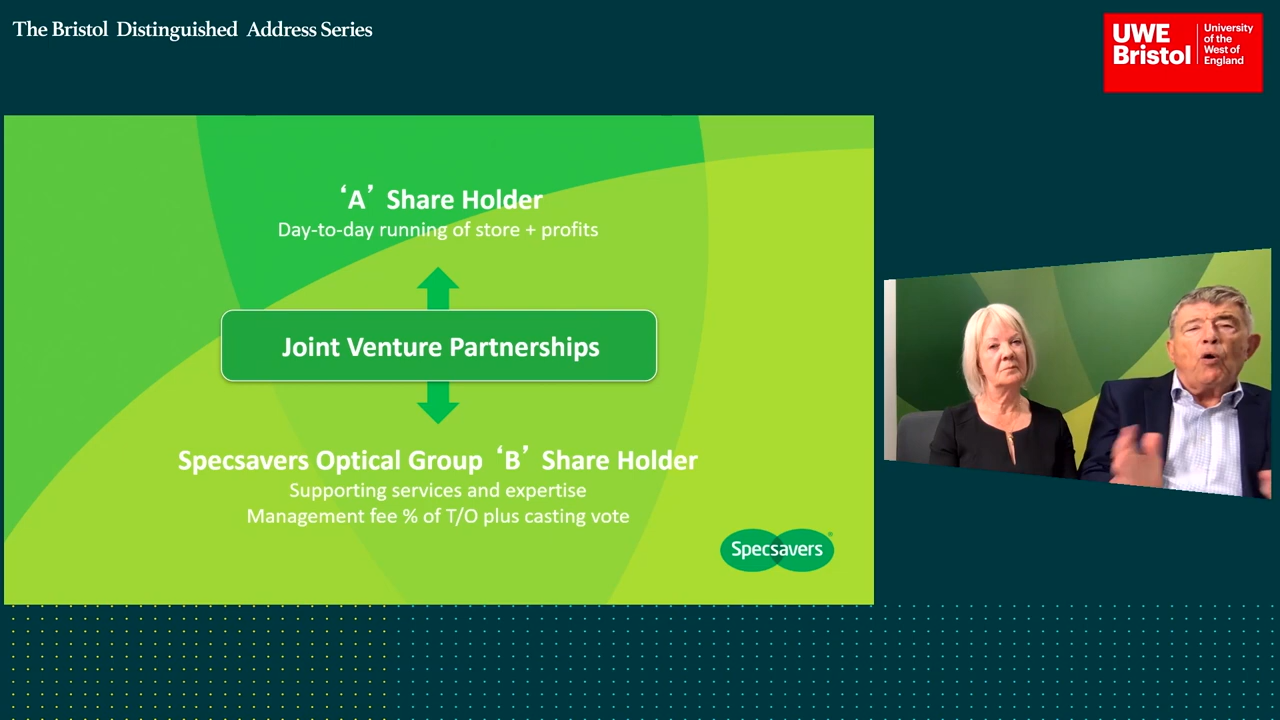 The Bristol Distinguished Address Series
UWE
Bristol
University
of the
West of
England
‘A’ Share Holder
Day-to-day running of store + profits
Joint Venture Partnerships
Specsavers Optical Group ‘B’ Share Holder
Supporting services and expertise
Management fee % of T/O plus casting vote
Specsavers